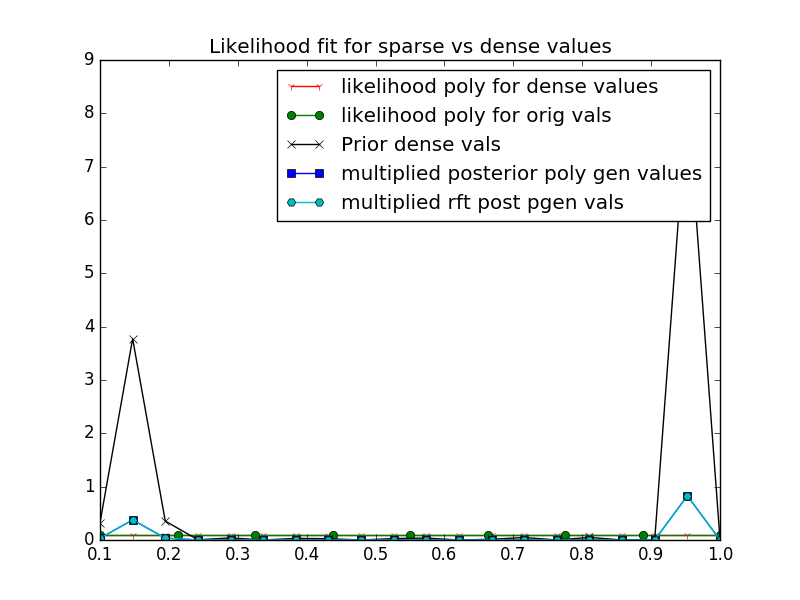 Likelihood fit for sparse vs dense values
9
8
7
6
5
4
3
2
1
0
likelihood poly for dense values
likelihood poly for orig vals
Prior dense vals
multiplied posterior poly gen values
multiplied rft post pgen vals
0.1 0.2 0.3 0.4 0.5 0.6 0.7 0.8 0.9 1.0